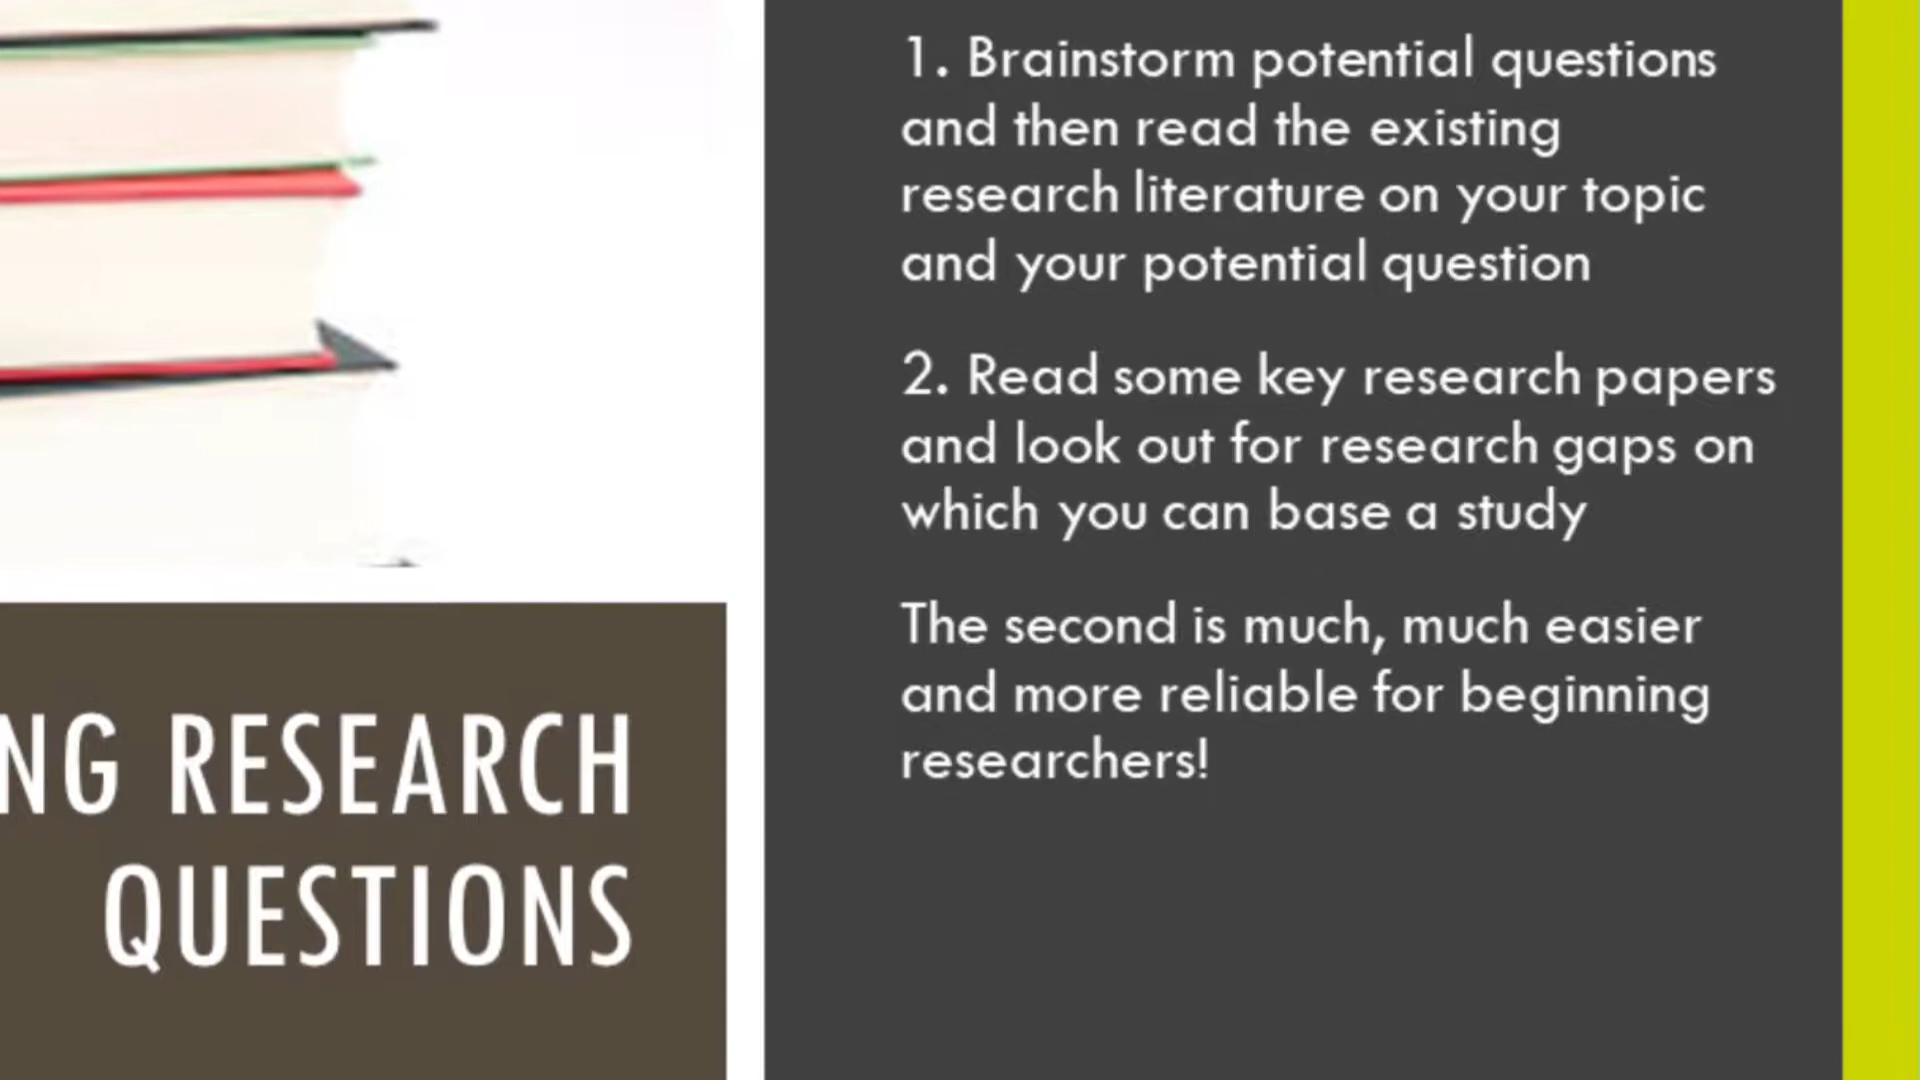 1. Brainstorm potential questions
and then read the existing
research literature on your topic
and your potential question
2. Read some key research papers
and look out for research gaps on
which you can base a study
The second is much, much easier
and more reliable for beginning
researchers!
NG RESEARCH
QUESTIONS